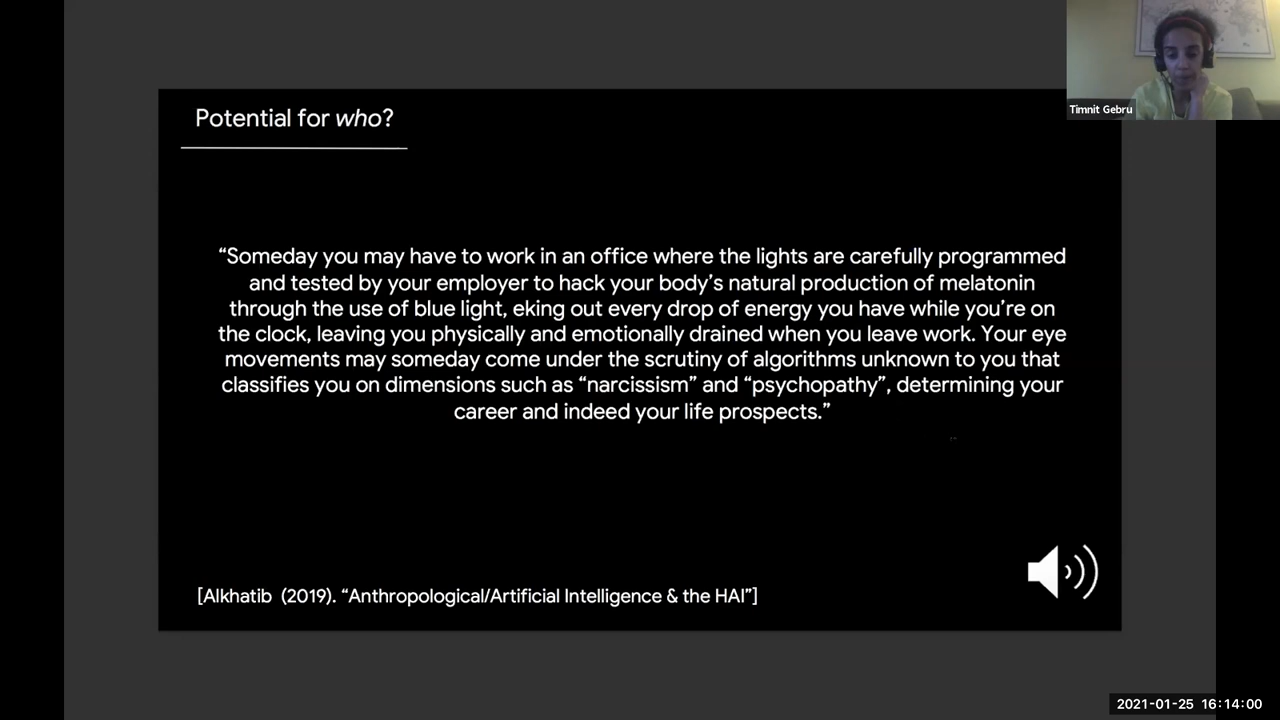 Timnit Gebru
Potential for who?
“Someday you may have to work in an office where the lights are carefully programmed
and tested by your employer to hack your body’s natural production of melatonin
through the use of blue light, eking out every drop of energy you have while you’re on
the clock, leaving you physically and emotionally drained when you leave work. Your eye
movements may someday come under the scrutiny of algorithms unknown to you that
classifies you on dimensions such as “narcissism” and “psychopathy”, determining your
career and indeed your life prospects.”
[Alkhatib (2019). “Anthropological/Artificial Intelligence & the HAI”]
2021-01-25 16:14:00